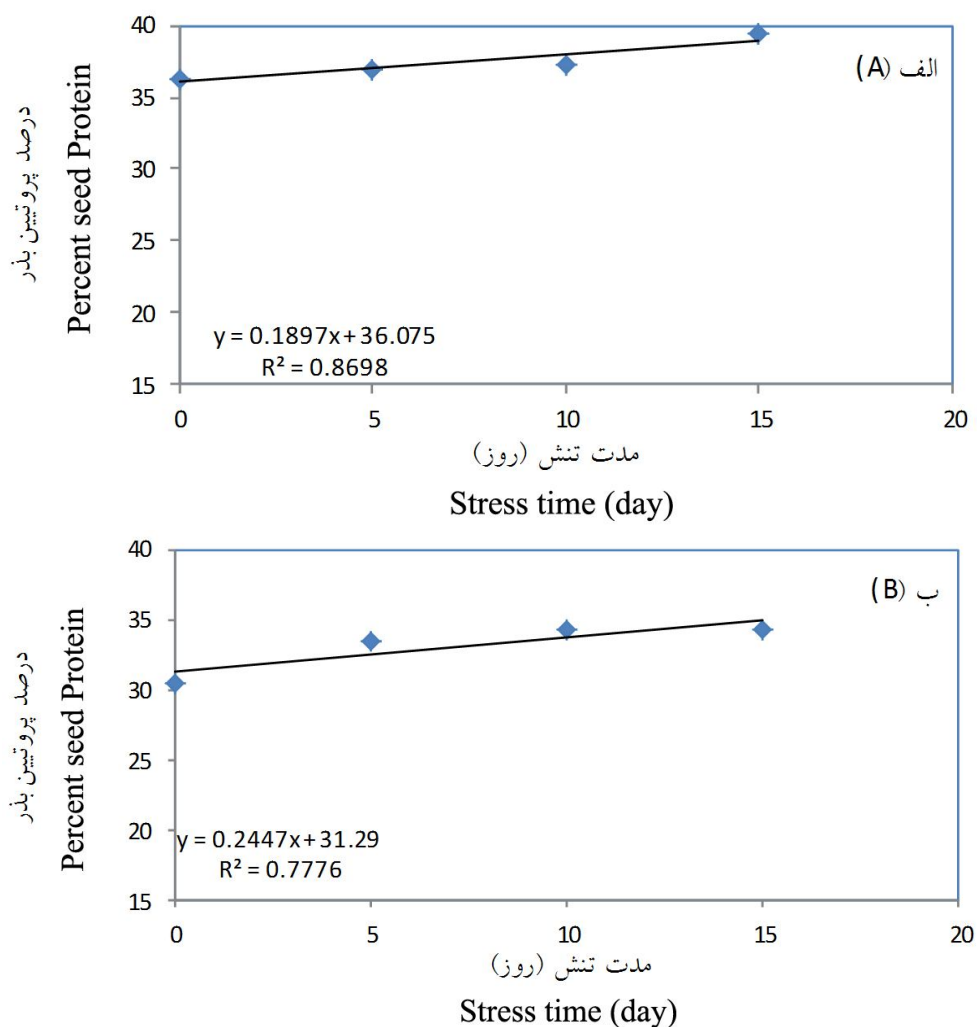 40
35
30
25
20
15
0
5
10
15
20
درصد پروتیین بذر
Percent seed Protein
الف (A)
y = 0.1897x+36.075
R² = 0.8698
مدت تنش (روز)
Stress time (day)
40
35
30
25
20
15
0
5
10
15
20
درصد پروتیین بذر
Percent seed Protein
ب (B)
y = 0.2447x+31.29
R² = 0.7776
مدت تنش (روز)
Stress time (day)